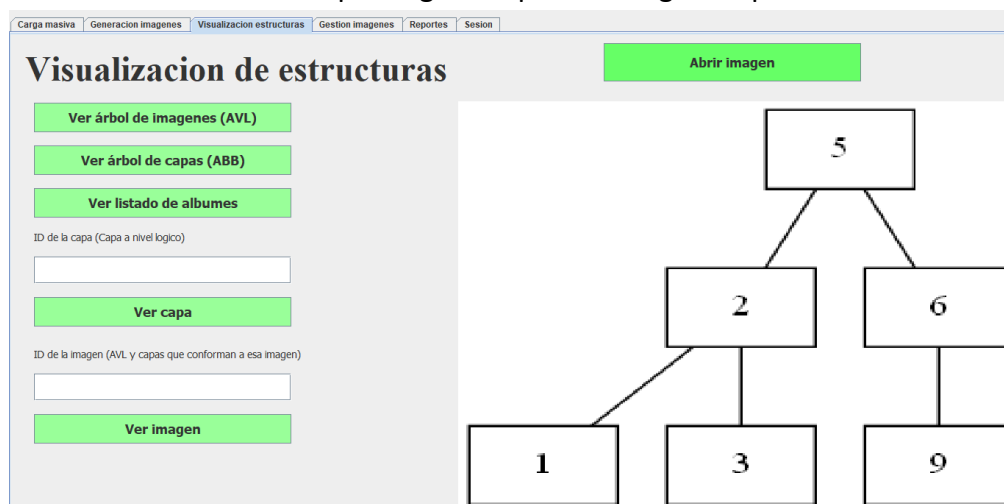 Carga masiva Generacion imagenes Visualizacion estructuras Gestion imagenes Reportes Sesion
Visualizacion de estructuras
Abrir imagen
Ver árbol de imagenes (AVL)
Ver árbol de capas (ABB)
Ver listado de albumes
ID de la capa (Capa a nivel logico)
Ver capa
ID de la imagen (AVL y capas que conforman a esa imagen)
Ver imagen
5
2 6
1 3 9